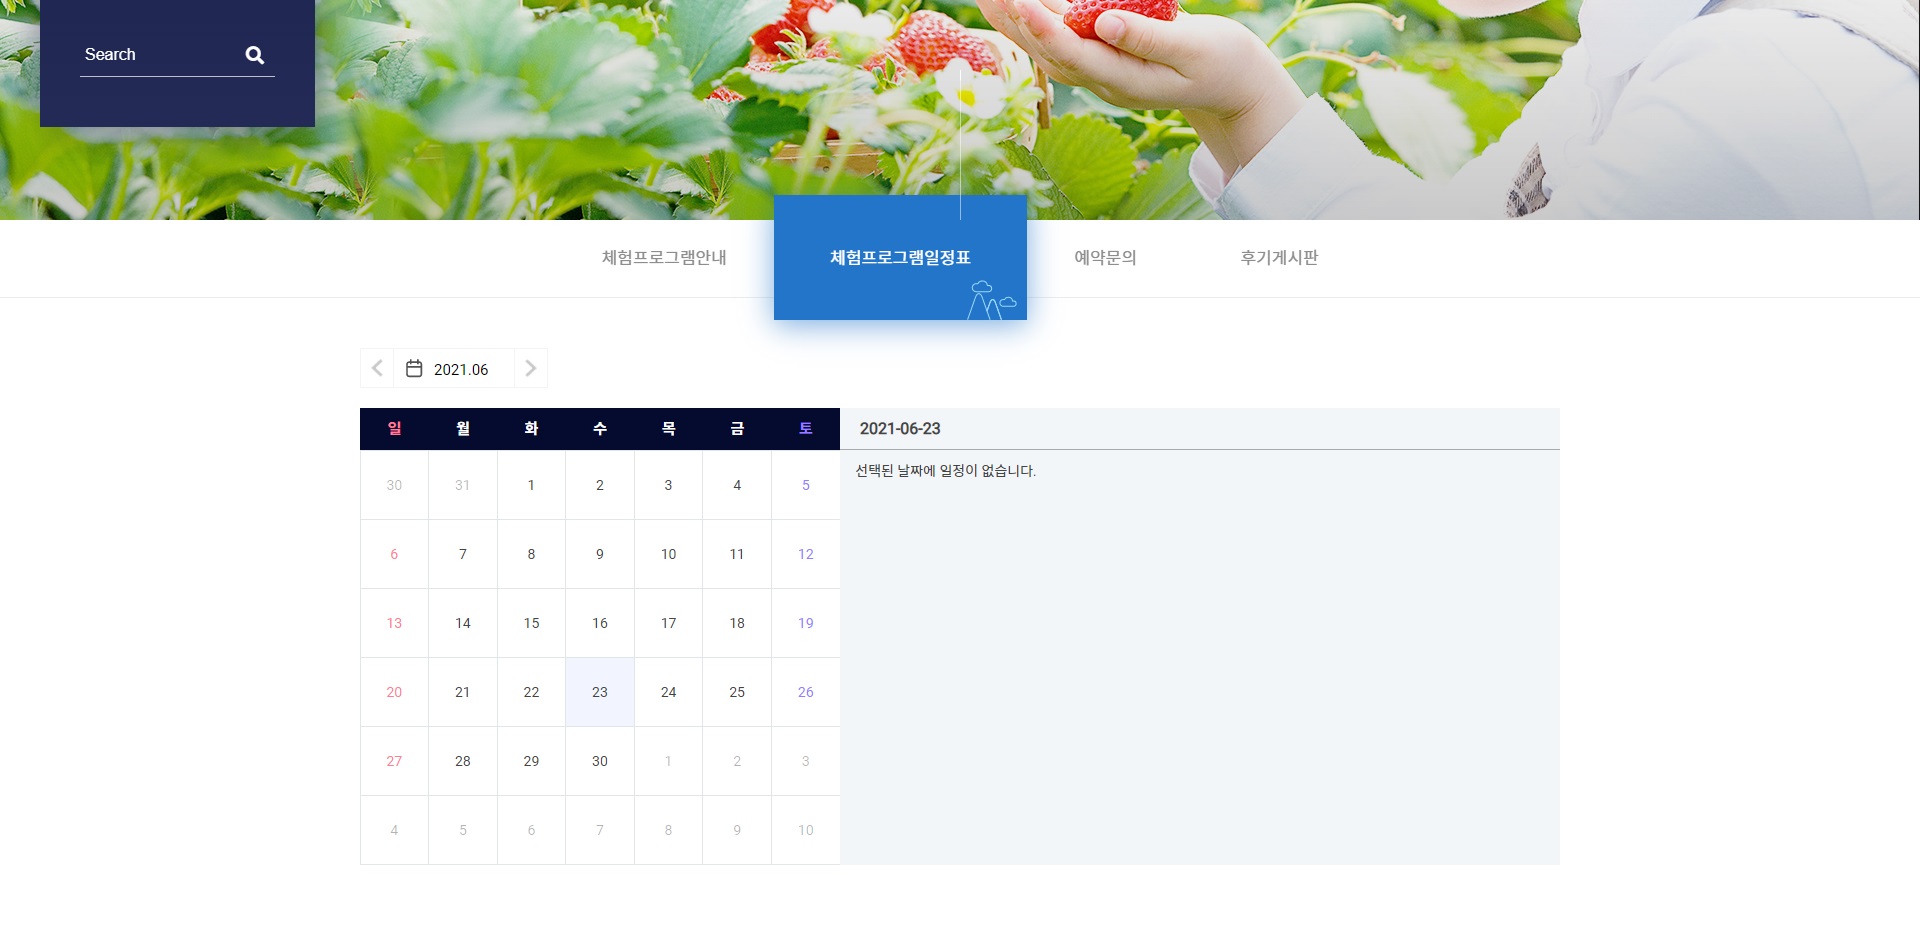 Search
체험프로그램안내
체험프로그램일정표
예약문의
후기게시판
2021.06
일 월 화 수 목 금 토
30 31 1 2 3 4 5
6 7 8 9 10 11 12
13 14 15 16 17 18 19
20 21 22 23 24 25 26
27 28 29 30 1 2 3
4 5 6 7 8 9 10
2021-06-23
선택된 날짜에 일정이 없습니다.